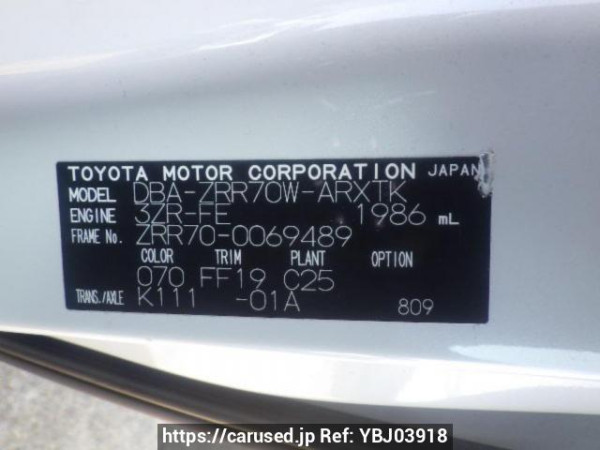 TOYOTA MOTOR CORPORATION JAPAN
MODEL DBA-ZRR70W-ARXTK
ENGINE 3ZR-FE 1986 mL
FRAME No. ZRR70-0069489
COLOR TRIM PLANT OPTION
070 FF19 C25
TRANS./AXLE K111 -01A 809
https://carused.jp Ref: YBJ03918